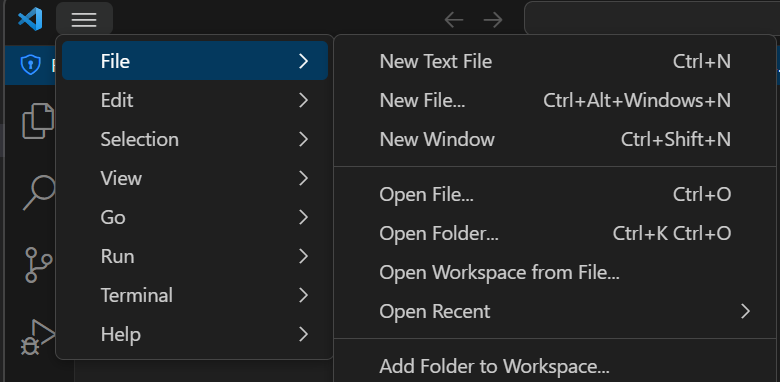 File
Edit
Selection
View
Go
Run
Terminal
Help
New Text File Ctrl+N
New File... Ctrl+Alt+Windows+N
New Window Ctrl+Shift+N
Open File... Ctrl+O
Open Folder... Ctrl+K Ctrl+O
Open Workspace from File...
Open Recent
Add Folder to Workspace...